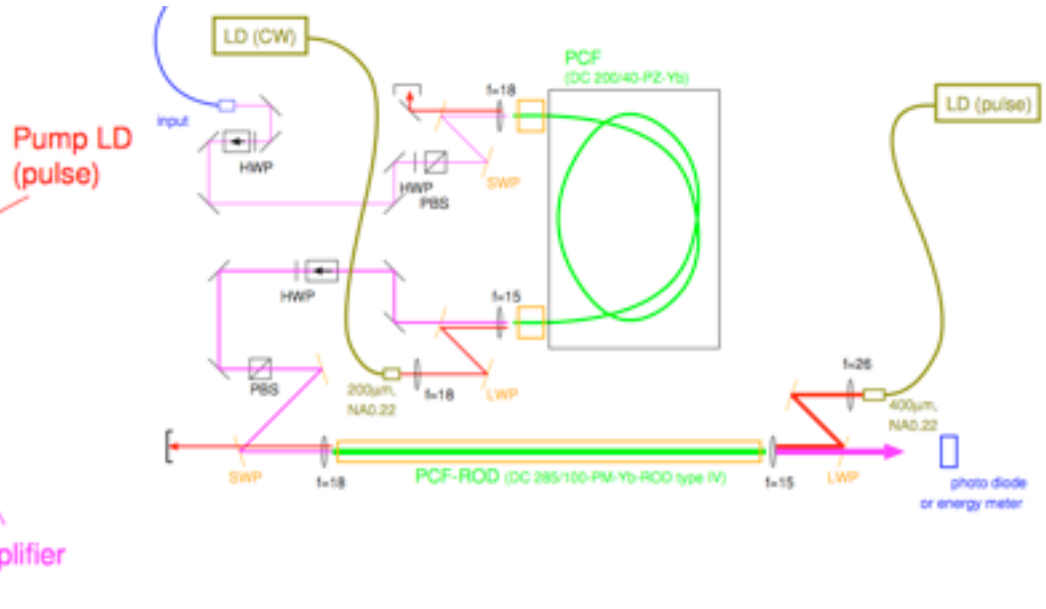 LD (CW)
PCF
(DC 200/40-PZ-Yb)
f=18
LD (pulse)
input
Pump LD
(pulse)
HWP
SWP
HWP
PBS
HWP
f=15
PBS
200μm,
NA0.22
f=18
LWP
f=26
400μm,
NA0.22
SWP
f=18
PCF-ROD (DC 285/100-PM-Yb-ROD type IV)
f=15
LWP
photo diode
or energy meter
plifier